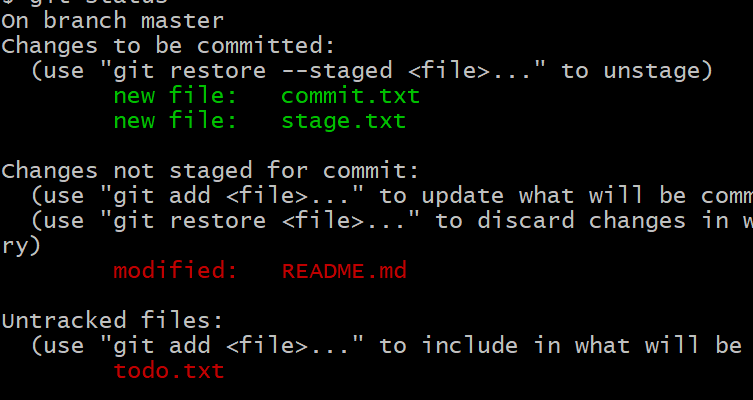 $ git status
On branch master
Changes to be committed:
  (use "git restore --staged <file>..." to unstage)
        new file:   commit.txt
        new file:   stage.txt

Changes not staged for commit:
  (use "git add <file>..." to update what will be comm
  (use "git restore <file>..." to discard changes in w
ry)
        modified:   README.md

Untracked files:
  (use "git add <file>..." to include in what will be
        todo.txt